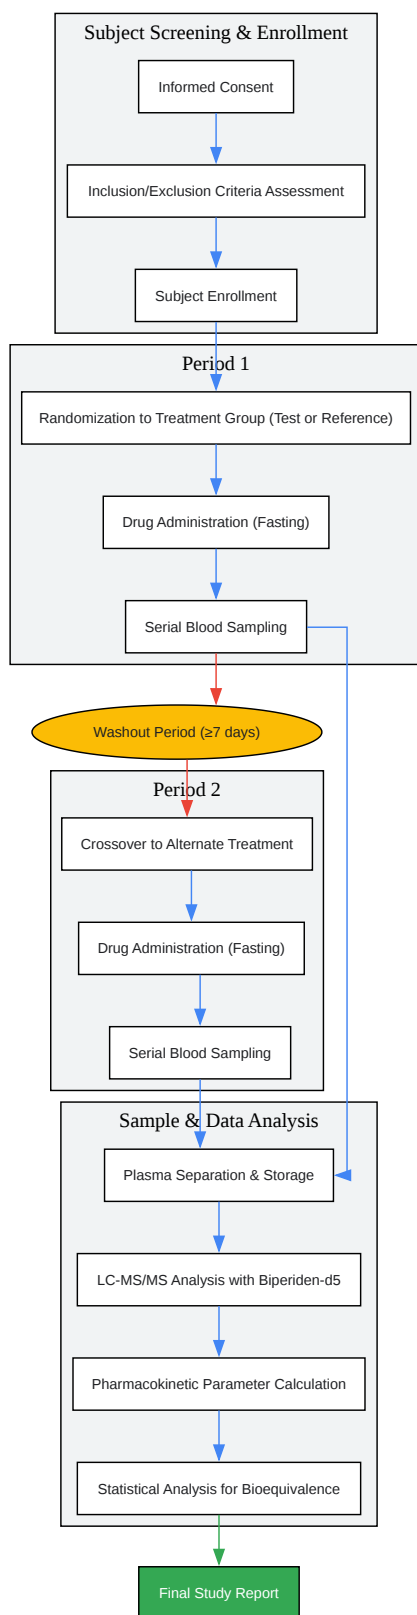 Subject Screening & Enrollment
Informed Consent
Inclusion/Exclusion Criteria Assessment
Subject Enrollment
Period 1
Randomization to Treatment Group (Test or Reference)
Drug Administration (Fasting)
Serial Blood Sampling
Washout Period (≥7 days)
Period 2
Crossover to Alternate Treatment
Drug Administration (Fasting)
Serial Blood Sampling
Sample & Data Analysis
Plasma Separation & Storage
LC-MS/MS Analysis with Biperiden-d5
Pharmacokinetic Parameter Calculation
Statistical Analysis for Bioequivalence
Final Study Report